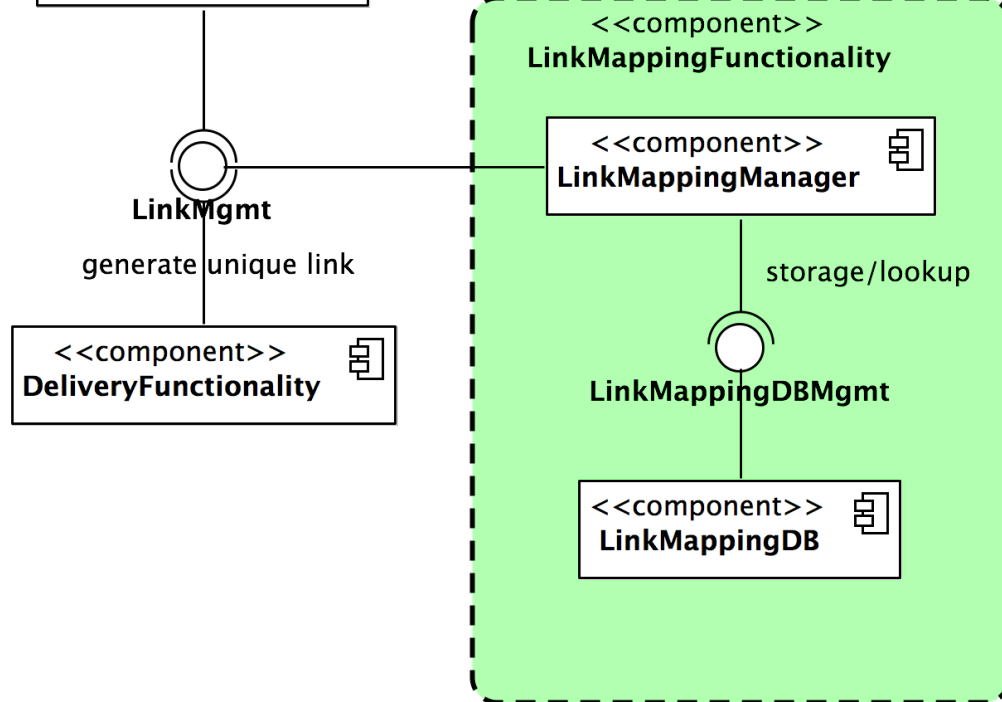 <<component>>
LinkMappingFunctionality
<<component>>
LinkMappingManager
LinkMgmt
generate unique link
storage/lookup
<<component>>
DeliveryFunctionality
LinkMappingDBMgmt
<<component>>
LinkMappingDB